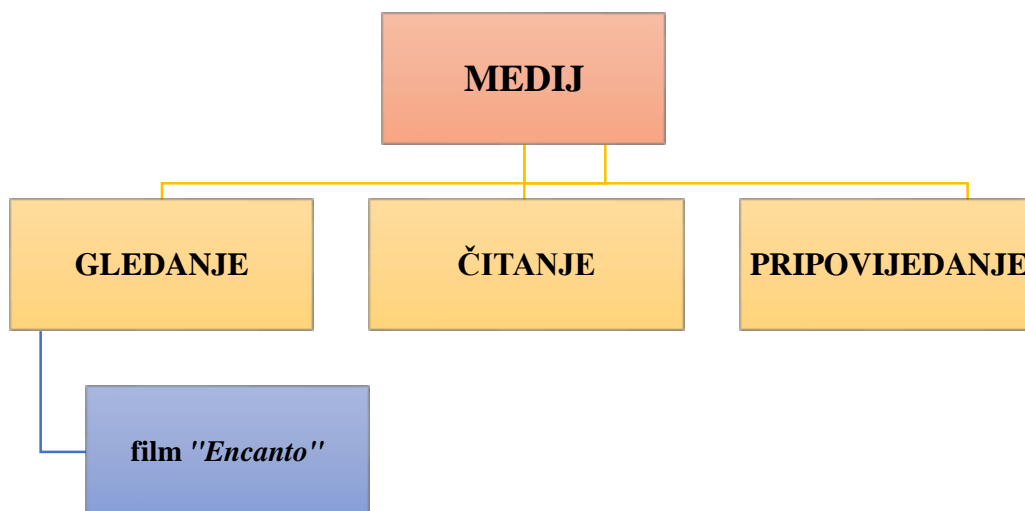 MEDIJ
GLEDANJE
ČITANJE
PRIPOVIJEDANJE
film "Encanto"